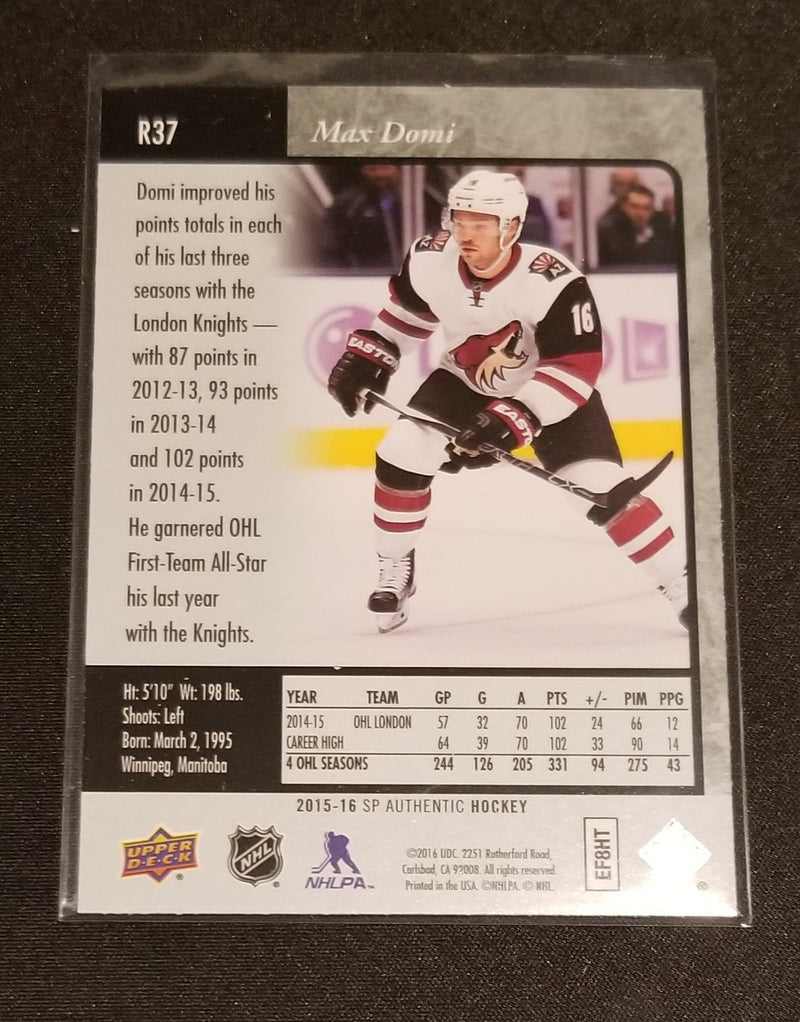 R37
Max Domi
Domi improved his
points totals in each
of his last three
seasons with the
London Knights —
with 87 points in
2012-13, 93 points
in 2013-14
and 102 points
in 2014-15.
He garnered OHL
First-Team All-Star
his last year
with the Knights.
16
16
EASTO
EAST
Ht: 5'10" Wt: 198 lbs.
Shoots: Left
Born: March 2, 1995
Winnipeg, Manitoba
YEAR TEAM GP G A PTS +/- PIM PPG
2014-15 OHL LONDON 57 32 70 102 24 66 12
CAREER HIGH 64 39 70 102 33 90 14
4 OHL SEASONS 244 126 205 331 94 275 43
2015-16 SP AUTHENTIC HOCKEY
UPPER
D·E·C·K
®
NHL
®
NHLPA™
©2016 UDC. 2251 Rutherford Road,
Carlsbad, CA 92008. All rights reserved.
Printed in the USA. ©NHLPA. © NHL.
EF8HT
®